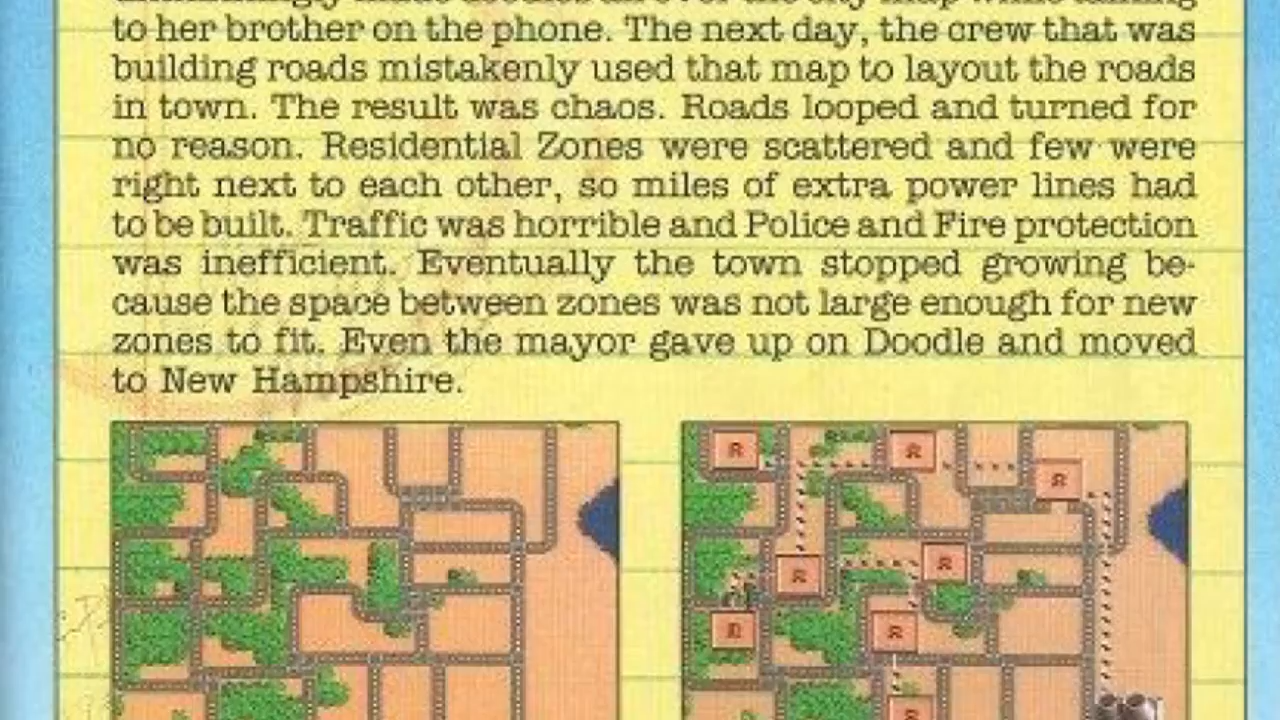 to her brother on the phone. The next day, the crew that was
building roads mistakenly used that map to layout the roads
in town. The result was chaos. Roads looped and turned for
no reason. Residential Zones were scattered and few were
right next to each other, so miles of extra power lines had
to be built. Traffic was horrible and Police and Fire protection
was inefficient. Eventually the town stopped growing be-
cause the space between zones was not large enough for new
zones to fit. Even the mayor gave up on Doodle and moved
to New Hampshire.
R
R
R
R
R
R
R
R